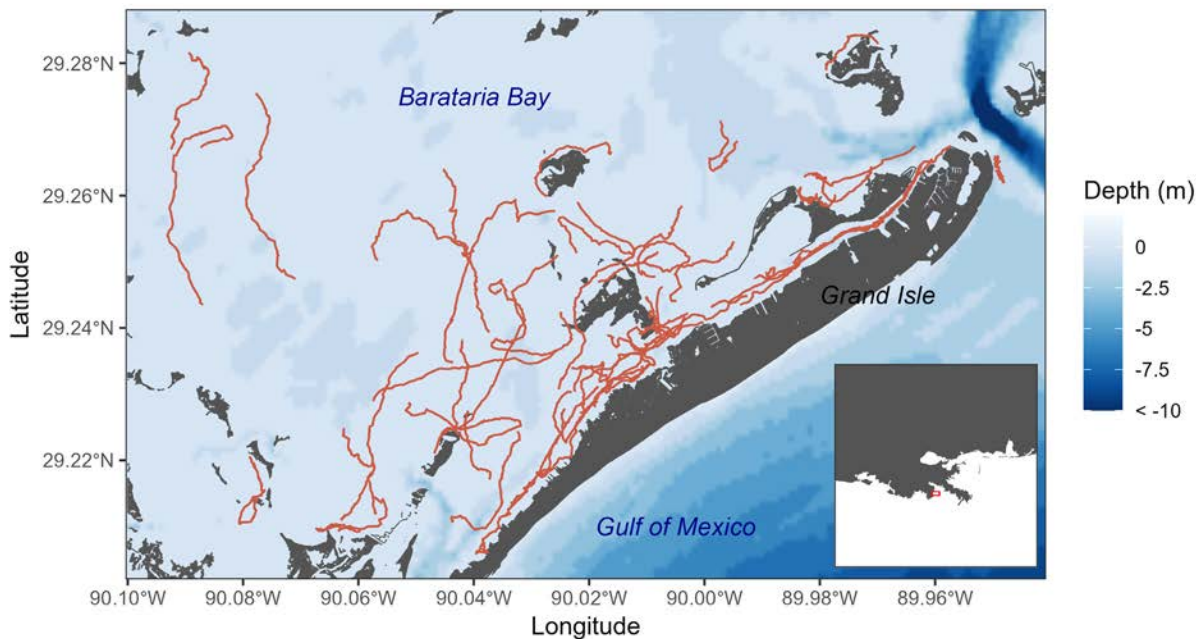 29.28°N
29.26°N
29.24°N
29.22°N
Latitude
Barataria Bay
Grand Isle
Gulf of Mexico
Depth (m)
0
-2.5
-5
-7.5
< -10
90.10°W 90.08°W 90.06°W 90.04°W 90.02°W 90.00°W 89.98°W 89.96°W
Longitude